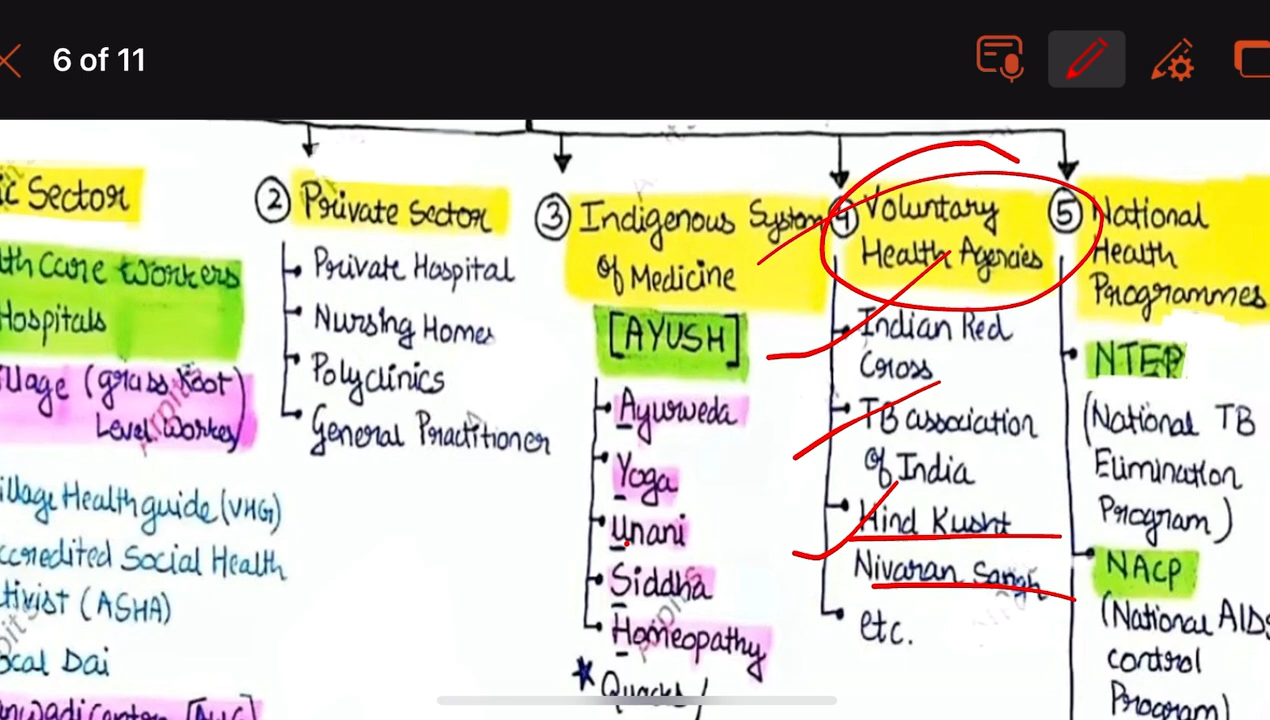 6 of 11
ic Sector
lth Care Workers
Hospitals
illage (grass Root
Level Worker)
illage Health guide (VHG)
ccredited Social Health
tivist (ASHA)
ocal Dai
② Private Sector
Private Hospital
Nursing Homes
Polyclinics
General Practitioner
③ Indigenous System
of Medicine
[AYUSH]
Ayurveda
Yoga
Unani
Siddha
Homeopathy
* Quacks/
④ Voluntary
Health Agencies
Indian Red
Cross
TB association
of India
Hind Kusht
Nivaran Sangh
etc.
⑤ National
Health
Programmes
NTEP
(National TB
Elimination
Program)
NACP
(National AIDs
control
Program)